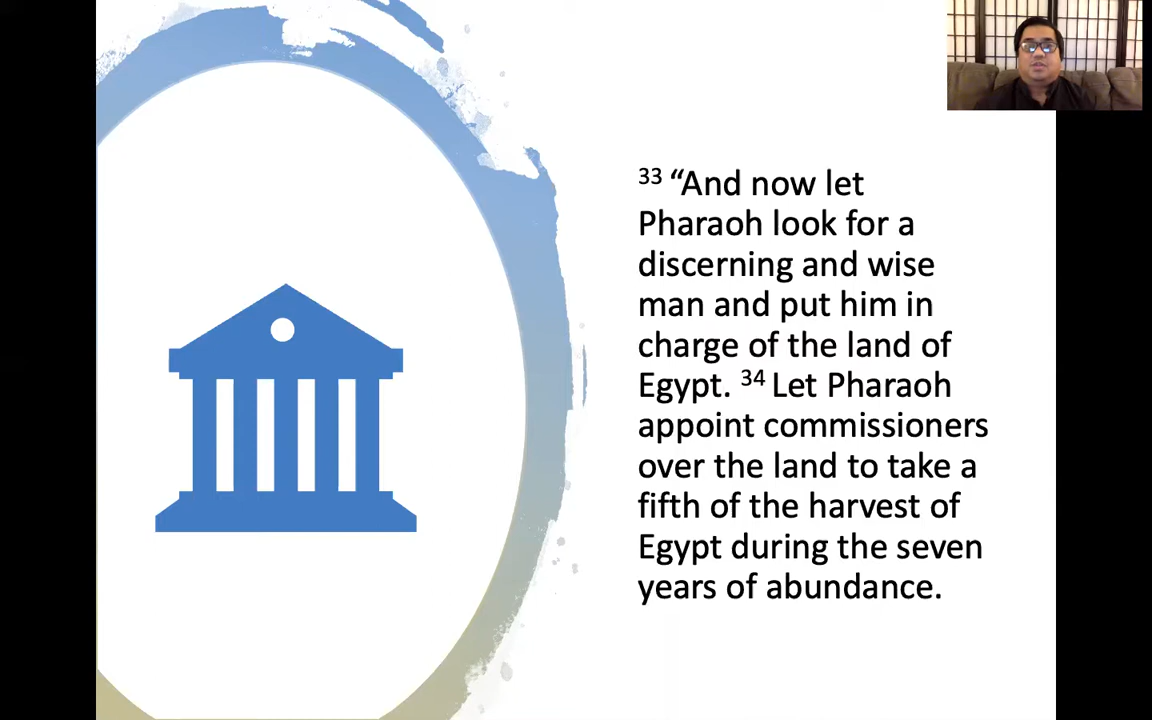 33 “And now let
Pharaoh look for a
discerning and wise
man and put him in
charge of the land of
Egypt. 34 Let Pharaoh
appoint commissioners
over the land to take a
fifth of the harvest of
Egypt during the seven
years of abundance.